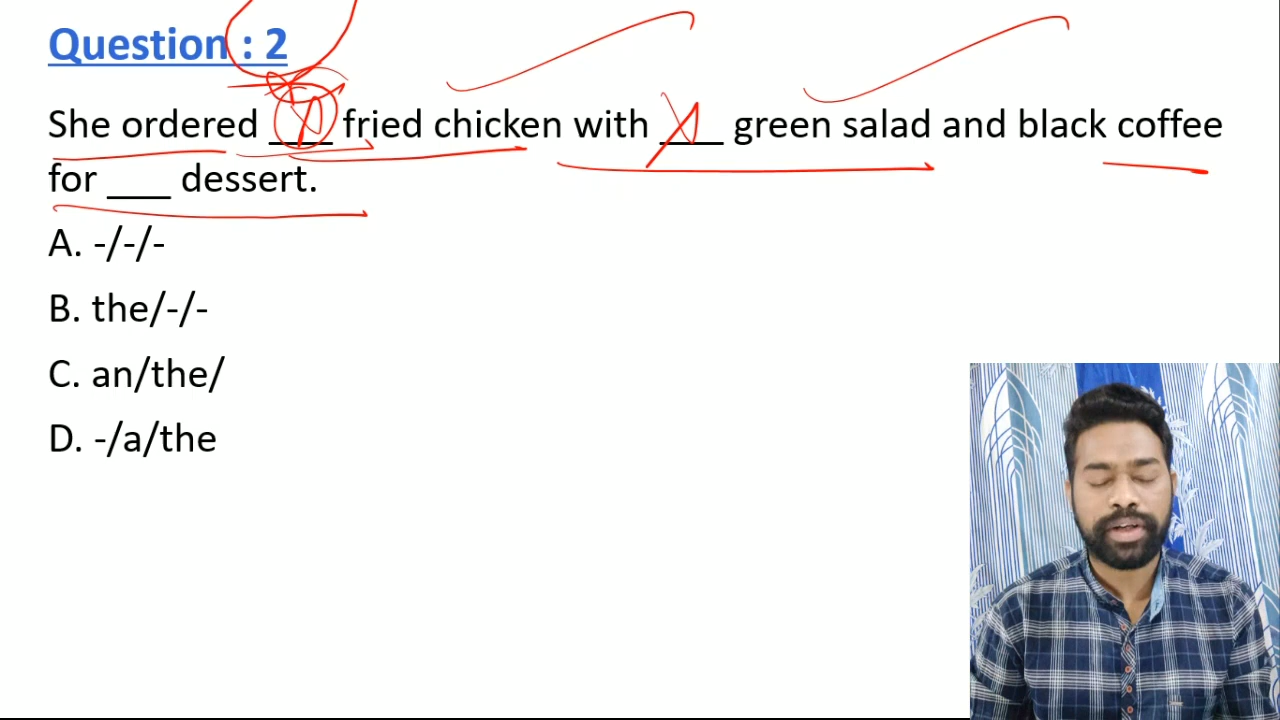 Question : 2
She ordered ___ fried chicken with ___ green salad and black coffee
for ___ dessert.
A. -/-/-
B. the/-/-
C. an/the/
D. -/a/the